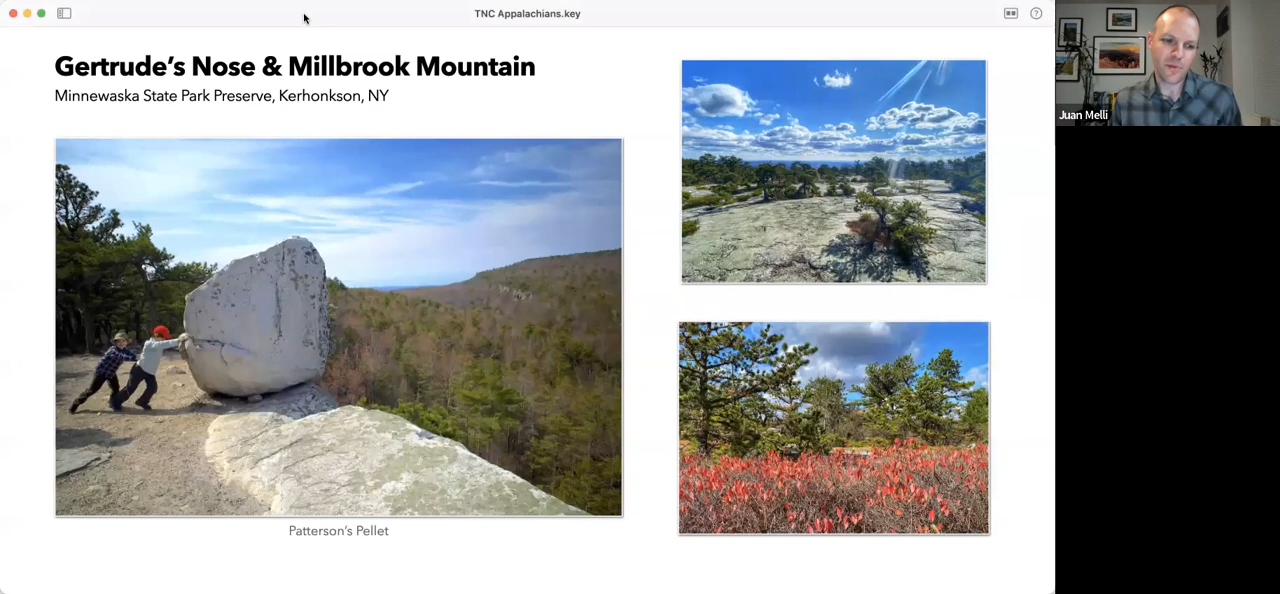 TNC Appalachians.key
Gertrude’s Nose & Millbrook Mountain
Minnewaska State Park Preserve, Kerhonkson, NY
Patterson’s Pellet
Juan Melli